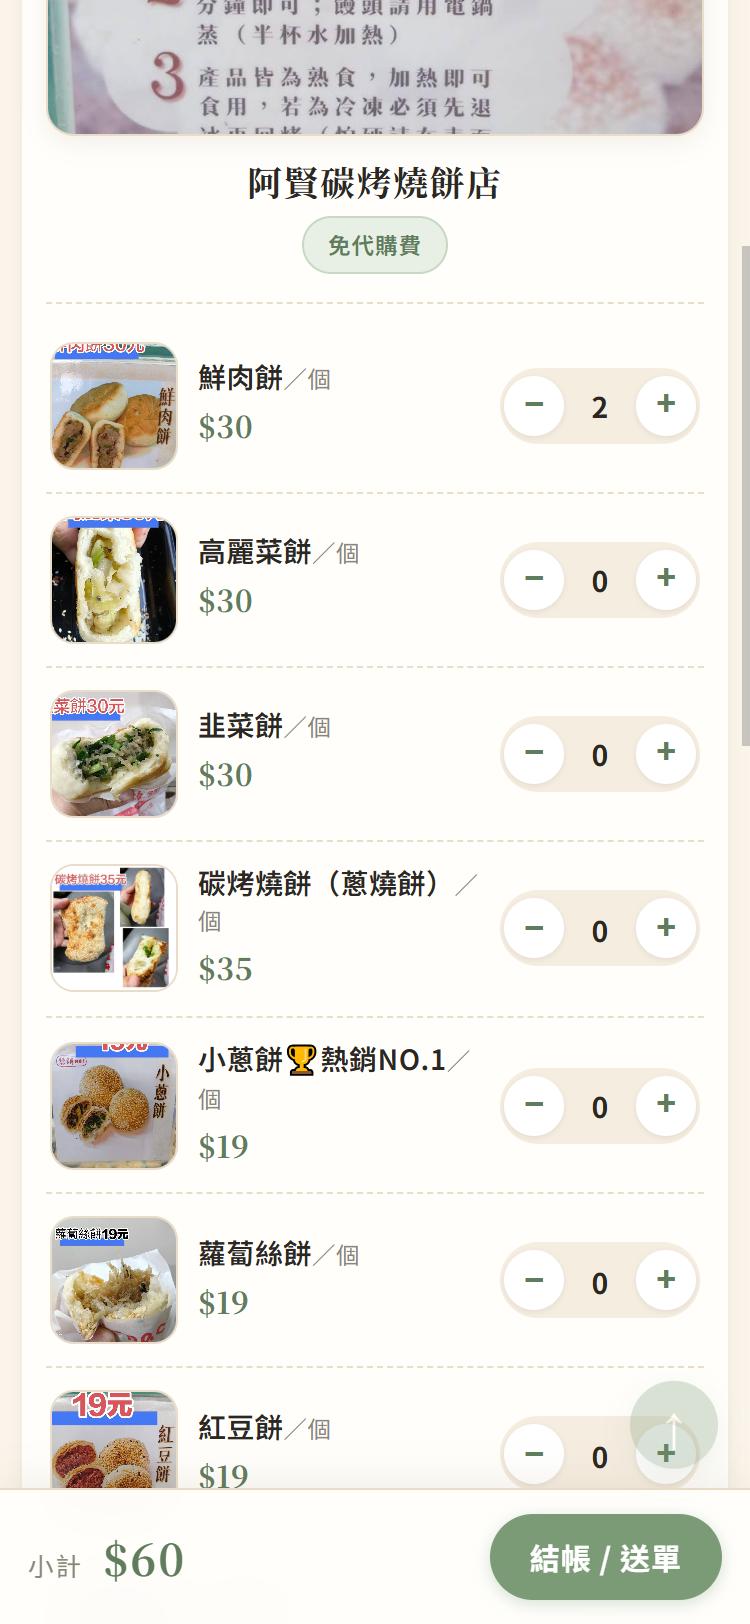 分鐘即可；饅頭請用電鍋
蒸（半杯水加熱）
3 產品皆為熟食，加熱即可
食用，若為冷凍必須先退
阿賢碳烤燒餅店
免代購費
鮮肉餅30元
鮮肉餅
鮮肉餅／個
$30
− 2 +
高麗菜餅／個
$30
− 0 +
菜餅30元
韭菜餅／個
$30
− 0 +
碳烤燒餅35元
碳烤燒餅（蔥燒餅）／
個
$35
− 0 +
小蔥餅
小蔥餅🏆熱銷NO.1／
個
$19
− 0 +
蘿蔔絲餅19元
蘿蔔絲餅／個
$19
− 0 +
19元
紅豆餅
紅豆餅／個
$19
− 0 +
↑
小計 $60
結帳 / 送單